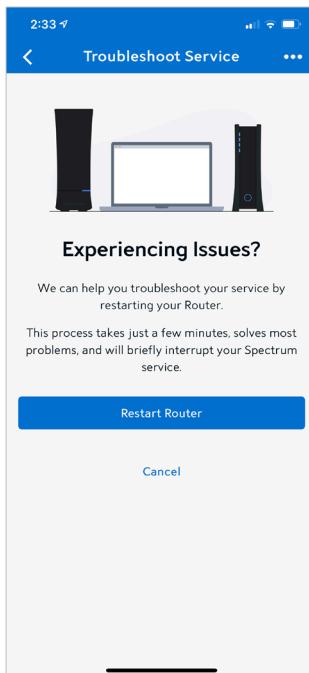 2:33
Troubleshoot Service
Experiencing Issues?
We can help you troubleshoot your service by
restarting your Router.
This process takes just a few minutes, solves most
problems, and will briefly interrupt your Spectrum
service.
Restart Router
Cancel